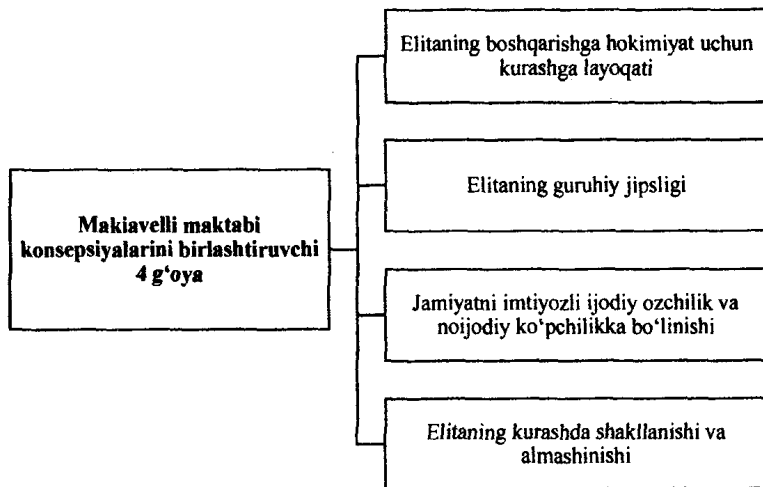 Elitaning boshqarishga hokimiyat uchun
kurashga layoqati
Elitaning guruhiy jipsligi
Makiavelli maktabi
konsepsiyalarini birlashtiruvchi
4 g‘oya
Jamiyatni imtiyozli ijodiy ozchilik va
noijodiy ko‘pchilikka bo‘linishi
Elitaning kurashda shakllanishi va
almashinishi